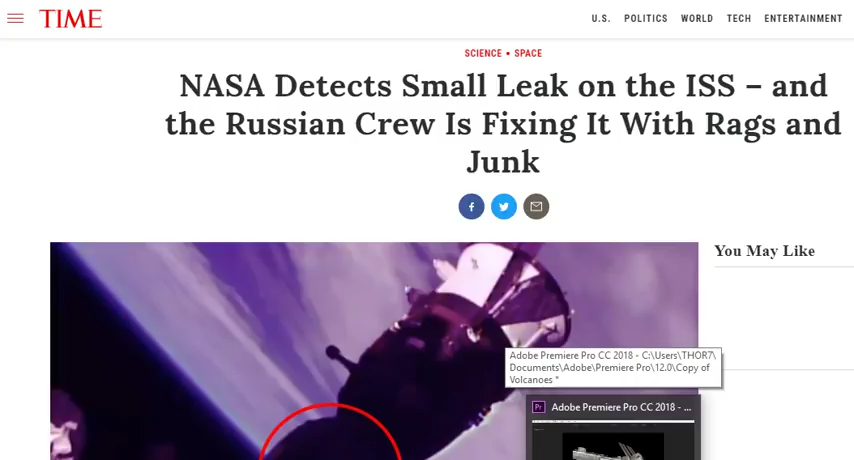 TIME
U.S. POLITICS WORLD TECH ENTERTAINMENT
SCIENCE • SPACE
NASA Detects Small Leak on the ISS – and
the Russian Crew Is Fixing It With Rags and
Junk
You May Like
Adobe Premiere Pro CC 2018 - C:\Users\THOR7\
Documents\Adobe\Premiere Pro\12.0\Copy of
Volcanoes *
Pr Adobe Premiere Pro CC 2018 - ...